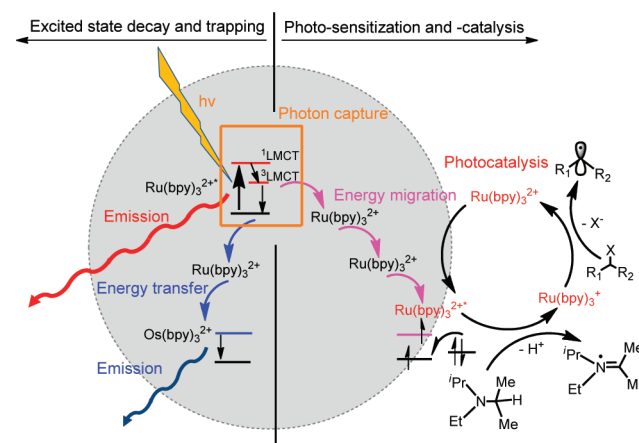 Excited state decay and trapping
Photo-sensitization and -catalysis
hν
Photon capture
¹LMCT
³LMCT
Ru(bpy)₃²⁺*
Emission
Ru(bpy)₃²⁺
Energy transfer
Os(bpy)₃²⁺
Emission
Energy migration
Ru(bpy)₃²⁺
Ru(bpy)₃²⁺
Ru(bpy)₃²⁺*
Photocatalysis
Ru(bpy)₃²⁺
R₁ R₂
- X⁻
X
R₁ R₂
Ru(bpy)₃⁺
- H⁺
ⁱPr Me
N H
Et Me
ⁱPr Me
N
Et Me